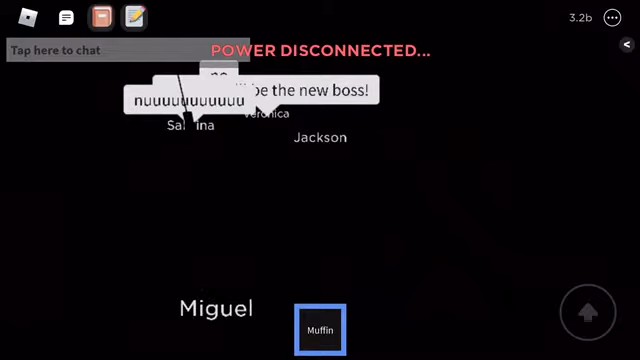 3.2b
Tap here to chat
POWER DISCONNECTED...
be the new boss!
nuuuuuuuuuuu
Veronica
Jackson
Miguel
Muffin